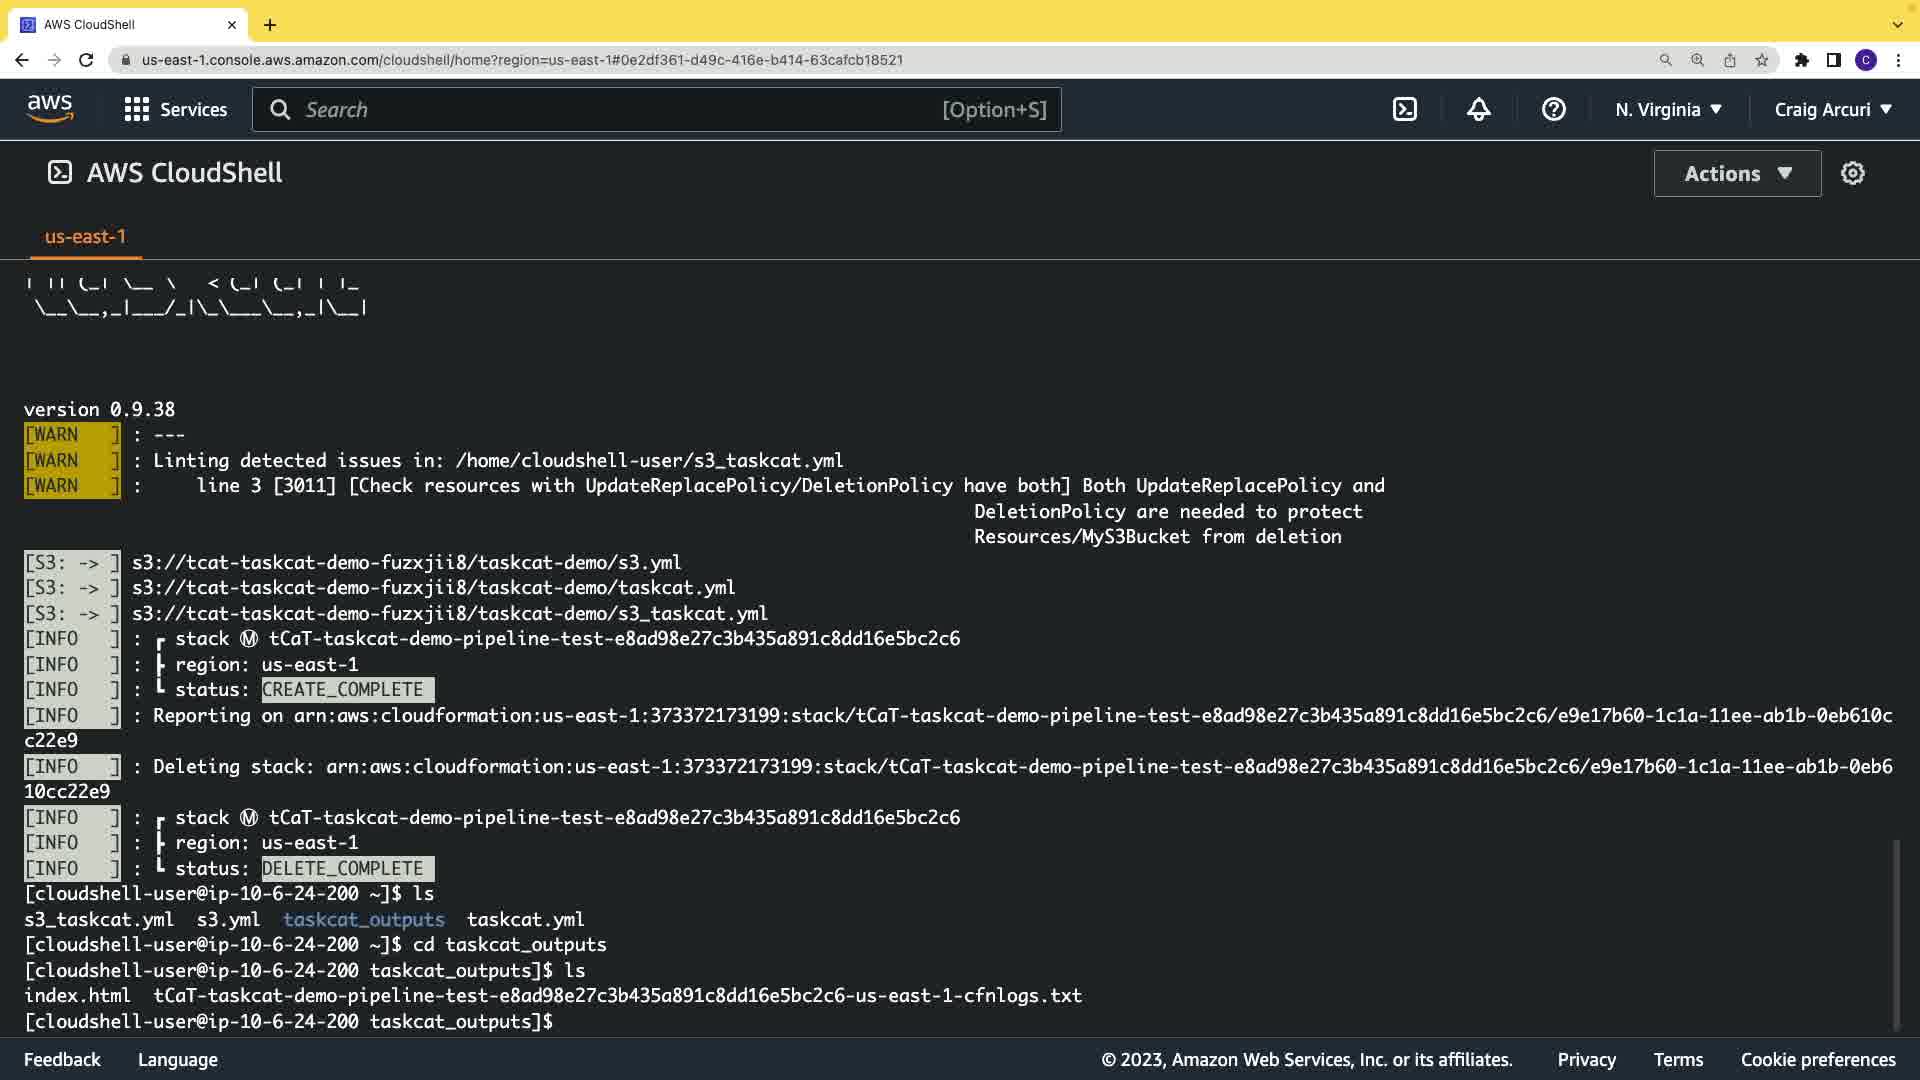 AWS CloudShell
us-east-1.console.aws.amazon.com/cloudshell/home?region=us-east-1#0e2df361-d49c-416e-b414-63cafcb18521
C
aws
Services
Search
[Option+S]
N. Virginia
Craig Arcuri
AWS CloudShell
Actions
us-east-1
version 0.9.38
[WARN   ] : ---
[WARN   ] : Linting detected issues in: /home/cloudshell-user/s3_taskcat.yml
[WARN   ] :     line 3 [3011] [Check resources with UpdateReplacePolicy/DeletionPolicy have both] Both UpdateReplacePolicy and
DeletionPolicy are needed to protect
Resources/MyS3Bucket from deletion
[S3: -> ] s3://tcat-taskcat-demo-fuzxjii8/taskcat-demo/s3.yml
[S3: -> ] s3://tcat-taskcat-demo-fuzxjii8/taskcat-demo/taskcat.yml
[S3: -> ] s3://tcat-taskcat-demo-fuzxjii8/taskcat-demo/s3_taskcat.yml
[INFO   ] : ┏ stack Ⓜ tCaT-taskcat-demo-pipeline-test-e8ad98e27c3b435a891c8dd16e5bc2c6
[INFO   ] : ┣ region: us-east-1
[INFO   ] : ┗ status: CREATE_COMPLETE
[INFO   ] : Reporting on arn:aws:cloudformation:us-east-1:373372173199:stack/tCaT-taskcat-demo-pipeline-test-e8ad98e27c3b435a891c8dd16e5bc2c6/e9e17b60-1c1a-11ee-ab1b-0eb610c
c22e9
[INFO   ] : Deleting stack: arn:aws:cloudformation:us-east-1:373372173199:stack/tCaT-taskcat-demo-pipeline-test-e8ad98e27c3b435a891c8dd16e5bc2c6/e9e17b60-1c1a-11ee-ab1b-0eb6
10cc22e9
[INFO   ] : ┏ stack Ⓜ tCaT-taskcat-demo-pipeline-test-e8ad98e27c3b435a891c8dd16e5bc2c6
[INFO   ] : ┣ region: us-east-1
[INFO   ] : ┗ status: DELETE_COMPLETE
[cloudshell-user@ip-10-6-24-200 ~]$ ls
s3_taskcat.yml  s3.yml  taskcat_outputs  taskcat.yml
[cloudshell-user@ip-10-6-24-200 ~]$ cd taskcat_outputs
[cloudshell-user@ip-10-6-24-200 taskcat_outputs]$ ls
index.html  tCaT-taskcat-demo-pipeline-test-e8ad98e27c3b435a891c8dd16e5bc2c6-us-east-1-cfnlogs.txt
[cloudshell-user@ip-10-6-24-200 taskcat_outputs]$
Feedback
Language
© 2023, Amazon Web Services, Inc. or its affiliates.
Privacy
Terms
Cookie preferences